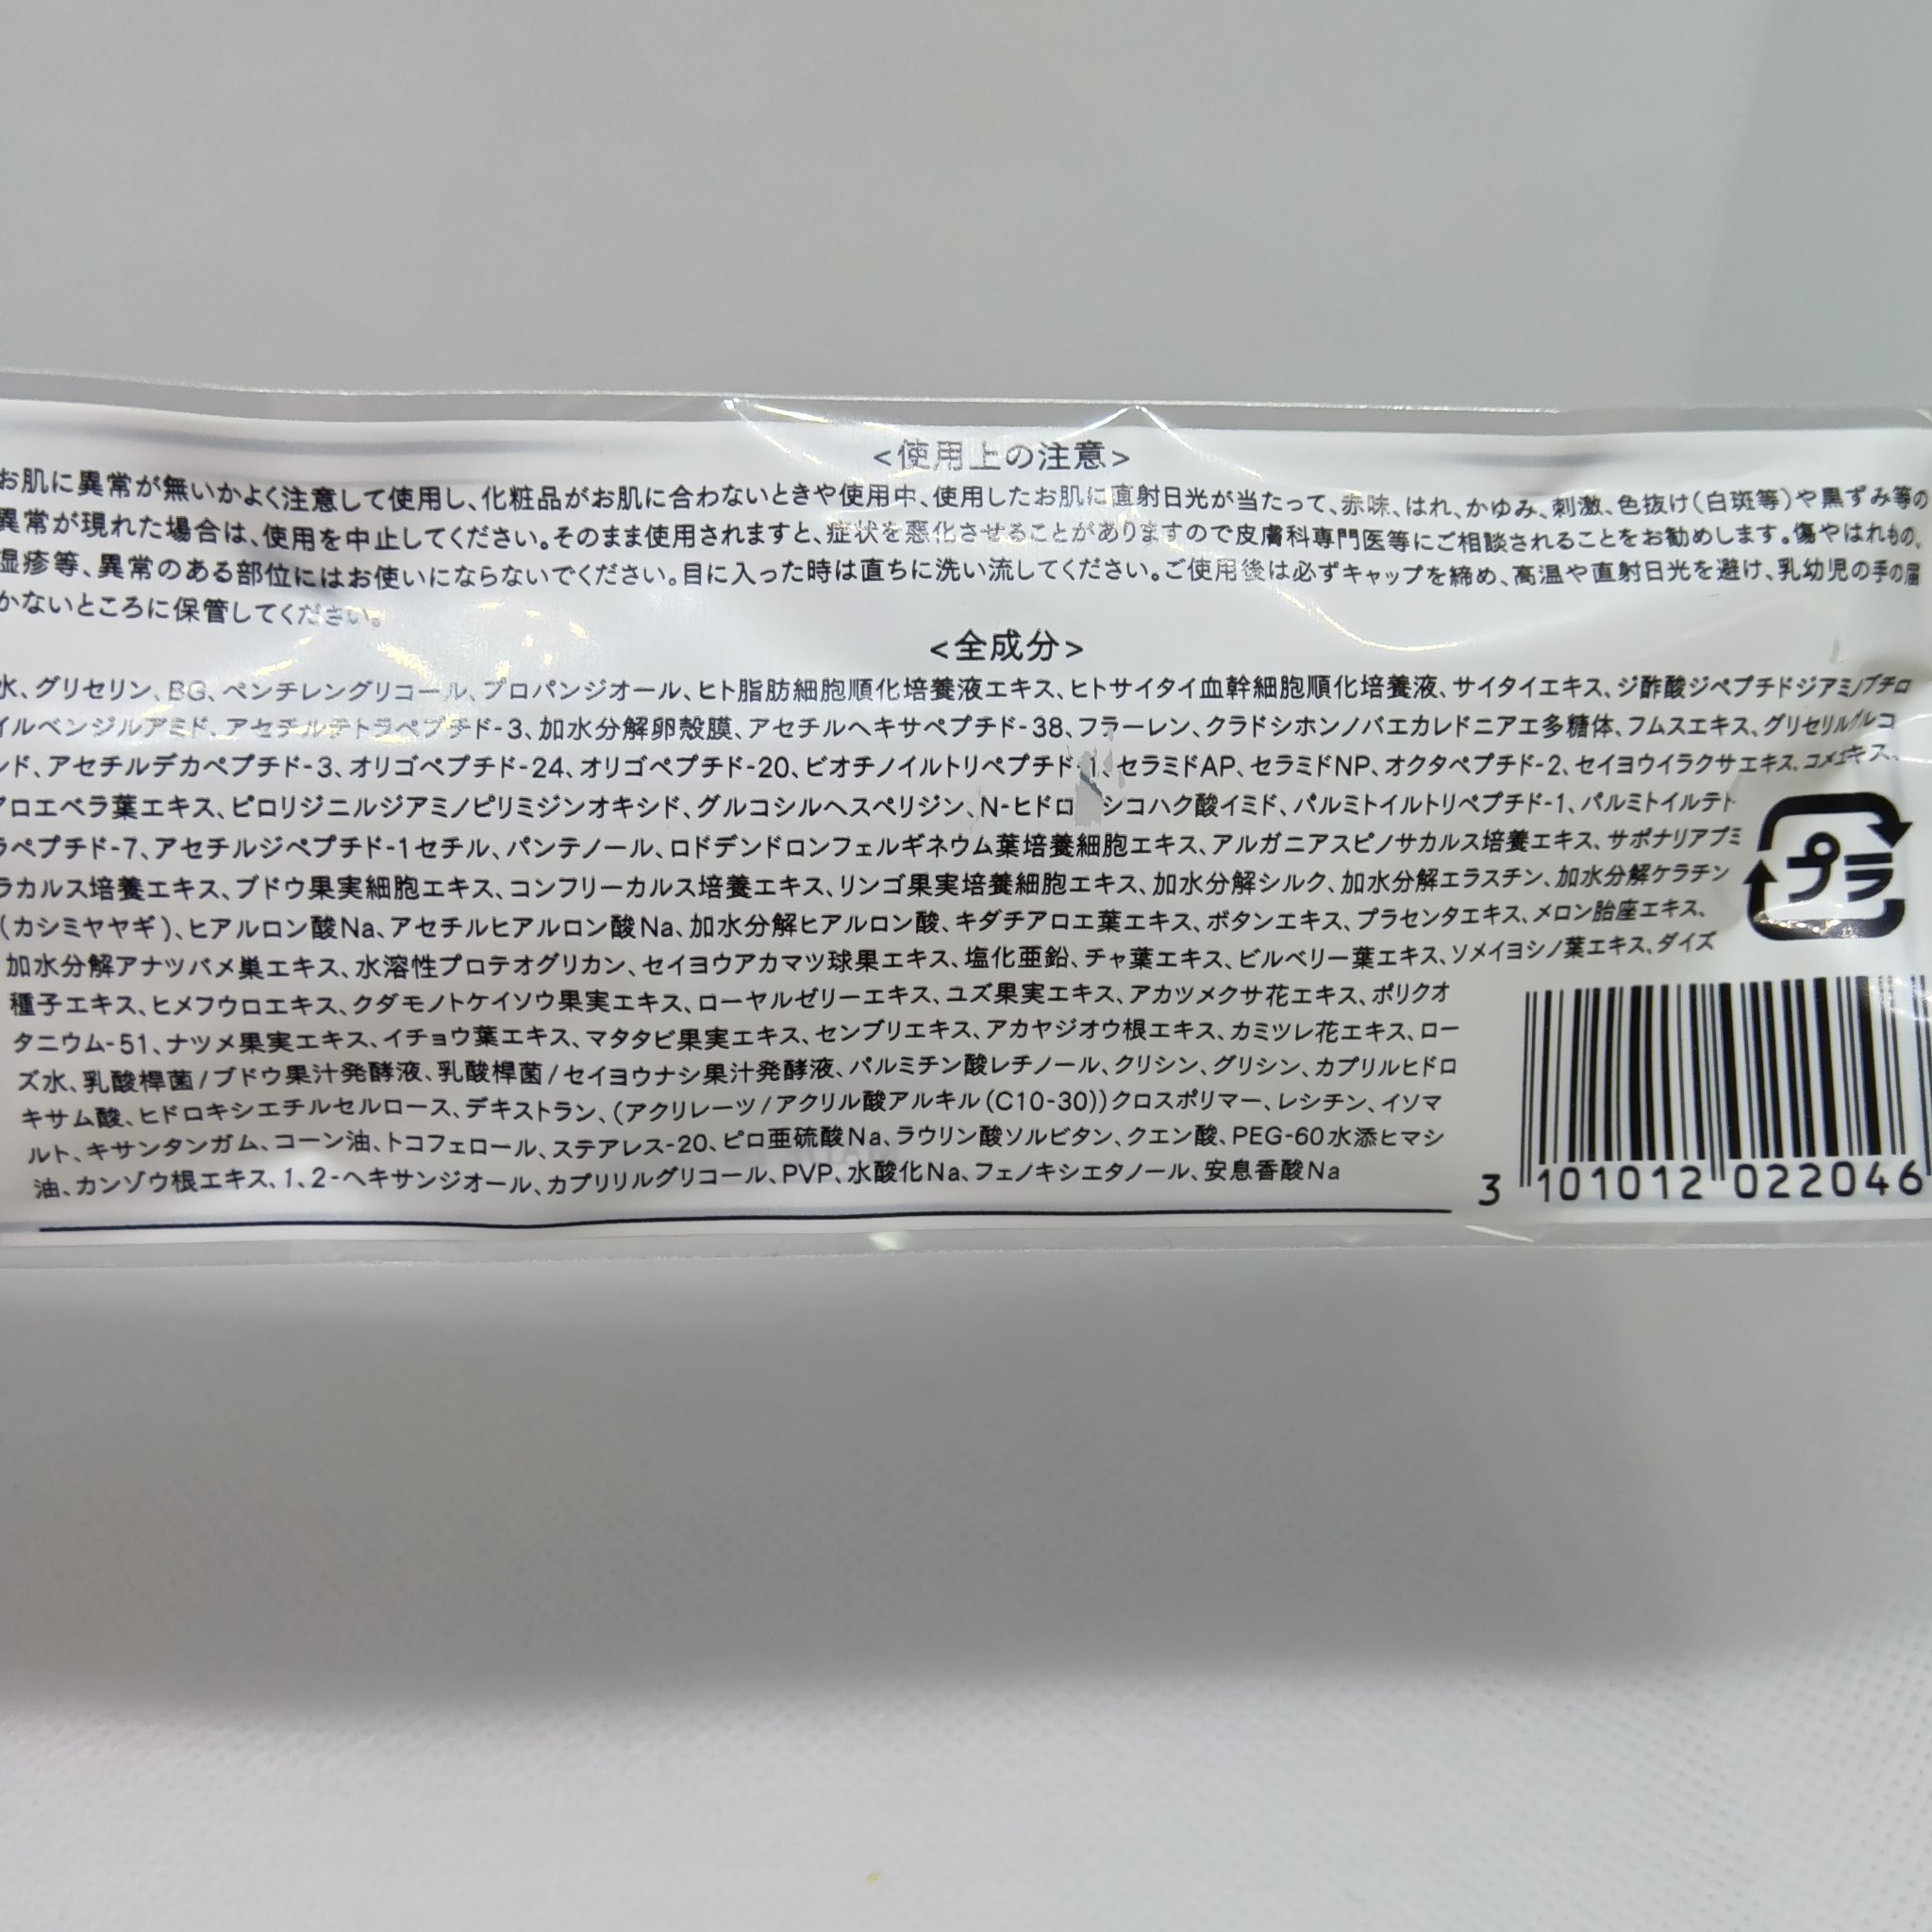 <使用上の注意>
お肌に異常が無いかよく注意して使用し、化粧品がお肌に合わないときや使用中、使用したお肌に直射日光が当たって、赤味、はれ、かゆみ、刺激、色抜け(白斑等)や黒ずみ等の
異常が現れた場合は、使用を中止してください。そのまま使用されますと、症状を悪化させることがありますので皮膚科専門医等にご相談されることをお勧めします。傷やはれもの、
湿疹等、異常のある部位にはお使いにならないでください。目に入った時は直ちに洗い流してください。ご使用後は必ずキャップを締め、高温や直射日光を避け、乳幼児の手の届
かないところに保管してください。
<全成分>
水、グリセリン、BG、ペンチレングリコール、プロパンジオール、ヒト脂肪細胞順化培養液エキス、ヒトサイタイ血幹細胞順化培養液、サイタイエキス、ジ酢酸ジペプチドジアミノブチロ
イルベンジルアミド、アセチルテトラペプチド-3、加水分解卵殻膜、アセチルヘキサペプチド-38、フラーレン、クラドシホンノバエカレドニアエ多糖体、フムスエキス、グリセリルグルコ
シド、アセチルデカペプチド-3、オリゴペプチド-24、オリゴペプチド-20、ビオチノイルトリペプチド-1、セラミドAP、セラミドNP、オクタペプチド-2、セイヨウイラクサエキス、コメエキス、
アロエベラ葉エキス、ピロリジニルジアミノピリミジンオキシド、グルコシルヘスペリジン、N-ヒドロ シコハク酸イミド、パルミトイルトリペプチド-1、パルミトイルテト
ラペプチド-7、アセチルジペプチド-1セチル、パンテノール、ロドデンドロンフェルギネウム葉培養細胞エキス、アルガニアスピノサカルス培養エキス、サポナリアプミ
ラカルス培養エキス、ブドウ果実細胞エキス、コンフリーカルス培養エキス、リンゴ果実培養細胞エキス、加水分解シルク、加水分解エラスチン、加水分解ケラチン
(カシミヤヤギ)、ヒアルロン酸Na、アセチルヒアルロン酸Na、加水分解ヒアルロン酸、キダチアロエ葉エキス、ボタンエキス、プラセンタエキス、メロン胎座エキス、
加水分解アナツバメ巣エキス、水溶性プロテオグリカン、セイヨウアカマツ球果エキス、塩化亜鉛、チャ葉エキス、ビルベリー葉エキス、ソメイヨシノ葉エキス、ダイズ
種子エキス、ヒメフウロエキス、クダモノトケイソウ果実エキス、ローヤルゼリーエキス、ユズ果実エキス、アカツメクサ花エキス、ポリクオ
タニウム-51、ナツメ果実エキス、イチョウ葉エキス、マタタビ果実エキス、センブリエキス、アカヤジオウ根エキス、カミツレ花エキス、ロー
ズ水、乳酸桿菌/ブドウ果汁発酵液、乳酸桿菌/セイヨウナシ果汁発酵液、パルミチン酸レチノール、クリシン、グリシン、カプリルヒドロ
キサム酸、ヒドロキシエチルセルロース、デキストラン、(アクリレーツ/アクリル酸アルキル(C10-30))クロスポリマー、レシチン、イソマ
ルト、キサンタンガム、コーン油、トコフェロール、ステアレス-20、ピロ亜硫酸Na、ラウリン酸ソルビタン、クエン酸、PEG-60水添ヒマシ
油、カンゾウ根エキス、1、2-ヘキサンジオール、カプリリルグリコール、PVP、水酸化Na、フェノキシエタノール、安息香酸Na
プラ
3 101012 022046